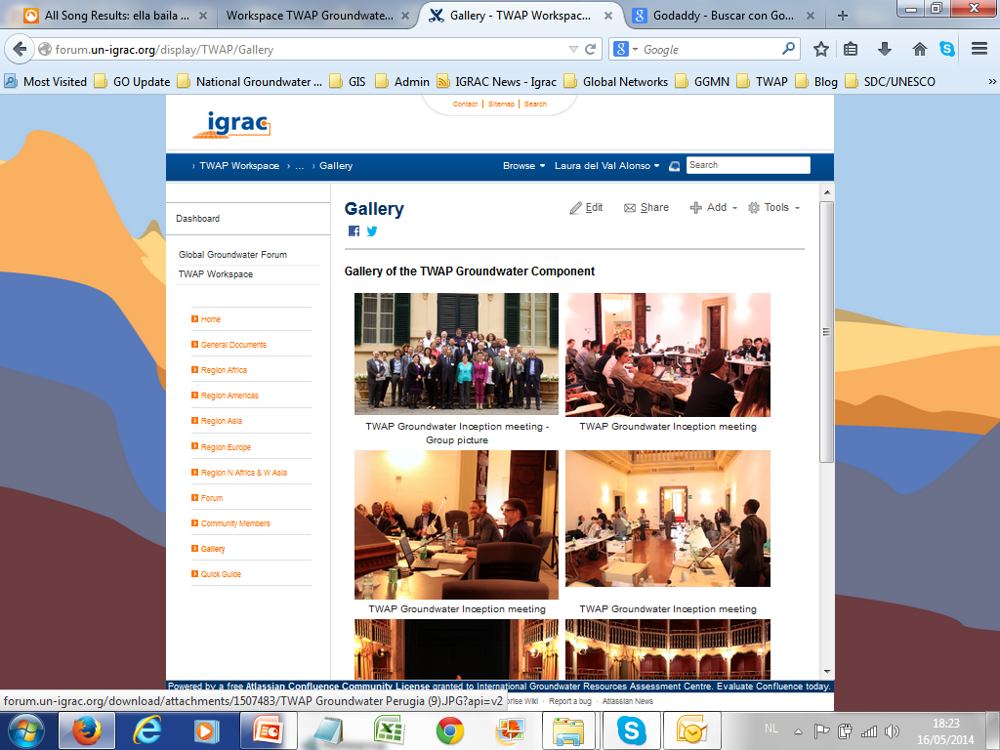 All Song Results: ella baila ...
Workspace TWAP Groundwate...
Gallery - TWAP Workspac...
Godaddy - Buscar con Go...
forum.un-igrac.org/display/TWAP/Gallery
Google
Most Visited
GO Update
National Groundwater ...
GIS
Admin
IGRAC News - Igrac
Global Networks
GGMN
TWAP
Blog
SDC/UNESCO
Contact | Sitemap | Search
igrac
TWAP Workspace › ... › Gallery
Browse
Laura del Val Alonso
Search
Dashboard
Global Groundwater Forum
TWAP Workspace
Home
General Documents
Region Africa
Region Americas
Region Asia
Region Europe
Region N Africa & W Asia
Forum
Community Members
Gallery
Quick Guide
Gallery
Edit
Share
Add
Tools
Gallery of the TWAP Groundwater Component
TWAP Groundwater Inception meeting -
Group picture
TWAP Groundwater Inception meeting
TWAP Groundwater Inception meeting
TWAP Groundwater Inception meeting
Powered by a free Atlassian Confluence Community License granted to International Groundwater Resources Assessment Centre. Evaluate Confluence today.
forum.un-igrac.org/download/attachments/1507483/TWAP Groundwater Perugia (9).JPG?api=v2
prise Wiki · Report a bug · Atlassian News
NL
18:23
16/05/2014